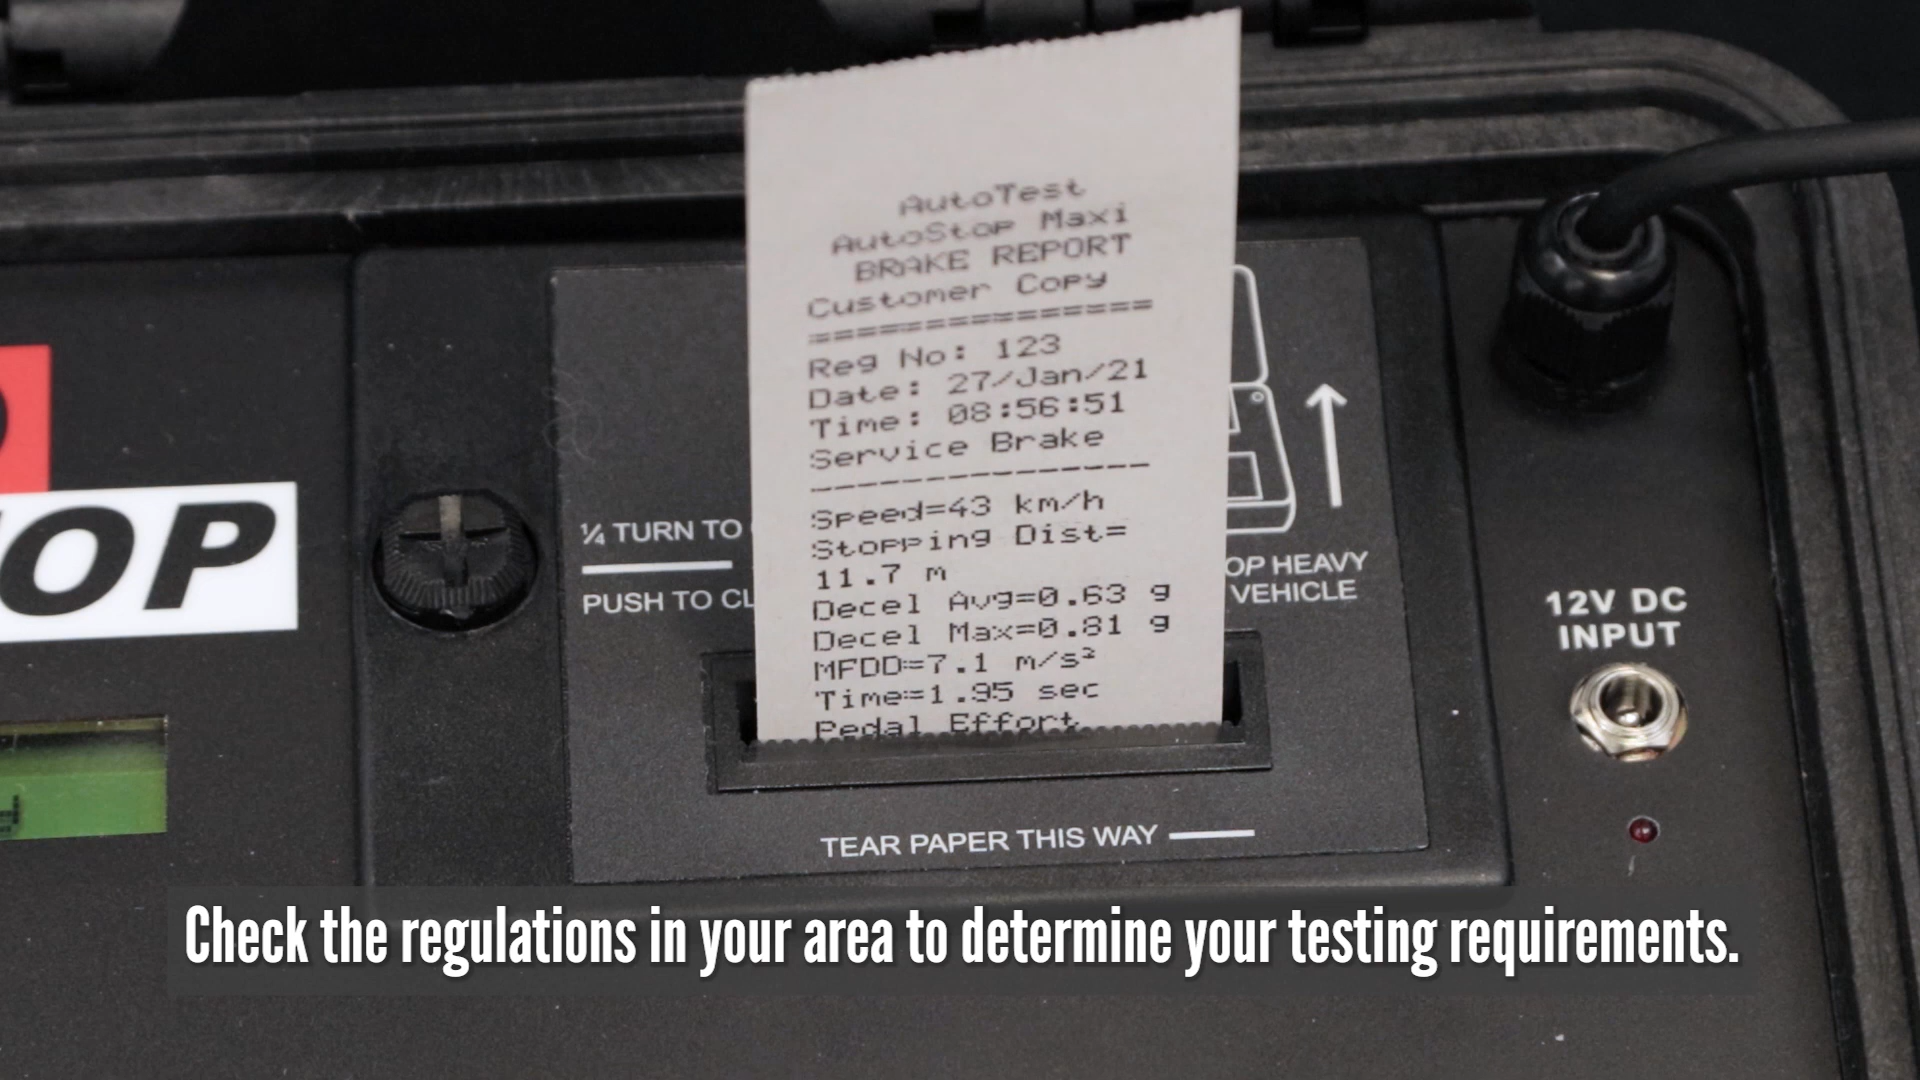 AutoTest
AutoStop Maxi
BRAKE REPORT
Customer Copy
===============
Reg No: 123
Date: 27/Jan/21
Time: 08:56:51
Service Brake
---------------
Speed=43 km/h
Stopping Dist=
11.7 m
Decel Avg=0.63 g
Decel Max=0.81 g
MFDD=7.1 m/s²
Time=1.95 sec
Pedal Effort
OP
¼ TURN TO
PUSH TO CL
OP HEAVY
VEHICLE
12V DC
INPUT
TEAR PAPER THIS WAY
Check the regulations in your area to determine your testing requirements.